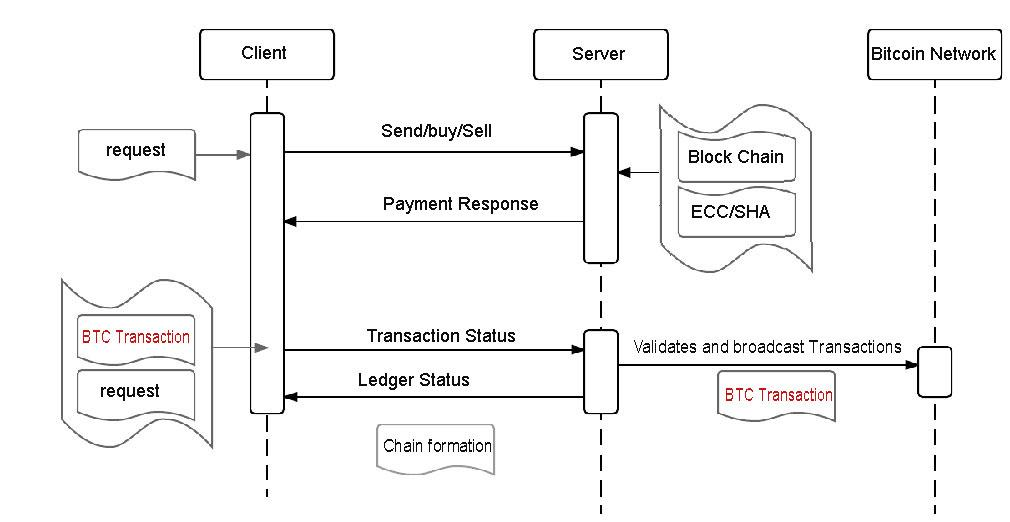 Client
Server
Bitcoin Network
Send/buy/Sell
request
Block Chain
Payment Response
ECC/SHA
BTC Transaction
Transaction Status
Validates and broadcast Transactions
request
Ledger Status
BTC Transaction
Chain formation